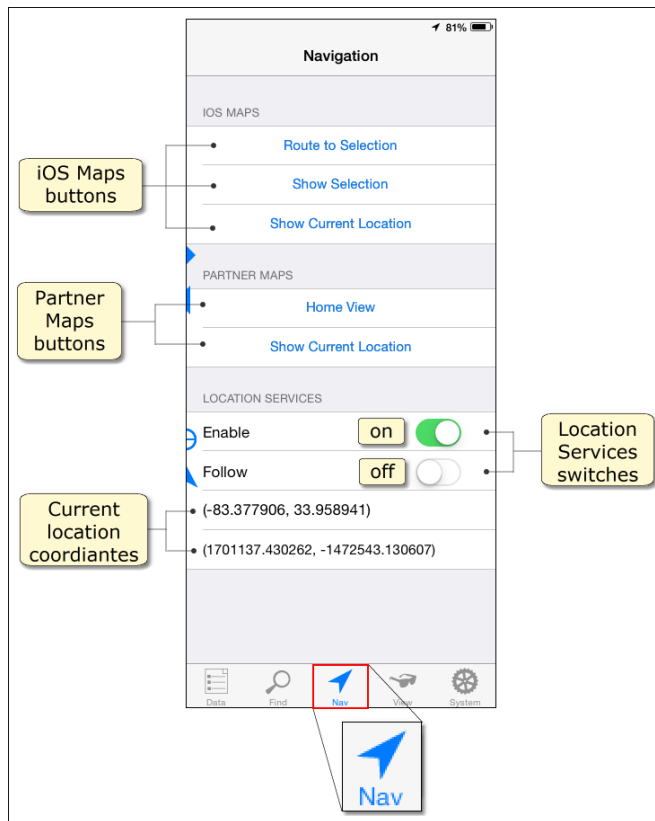 81%
Navigation
IOS MAPS
Route to Selection
iOS Maps
buttons
Show Selection
Show Current Location
PARTNER MAPS
Partner
Maps
buttons
Home View
Show Current Location
LOCATION SERVICES
Enable
on
Location
Services
switches
Follow
off
Current
location
coordiantes
(-83.377906, 33.958941)
(1701137.430262, -1472543.130607)
Data
Find
Nav
View
System
Nav